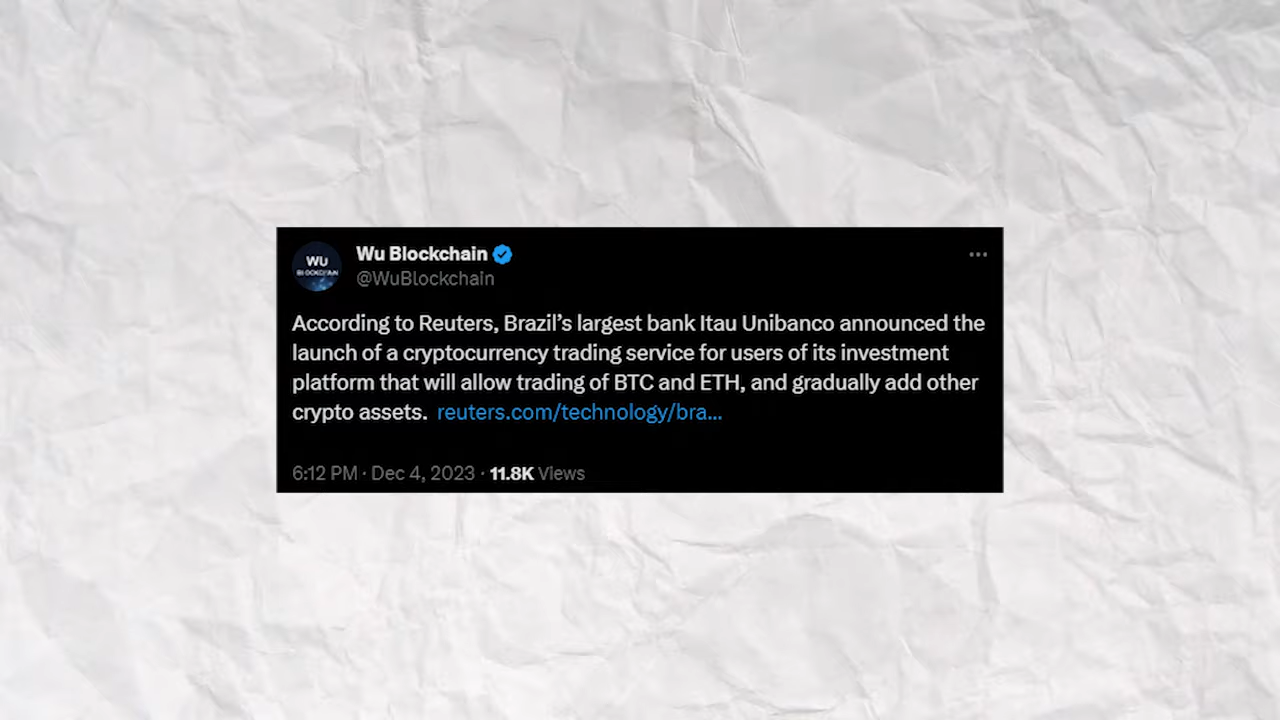 WU
BLOCKCHAIN
Wu Blockchain
@WuBlockchain
According to Reuters, Brazil’s largest bank Itau Unibanco announced the
launch of a cryptocurrency trading service for users of its investment
platform that will allow trading of BTC and ETH, and gradually add other
crypto assets. reuters.com/technology/bra...
6:12 PM · Dec 4, 2023 · 11.8K Views